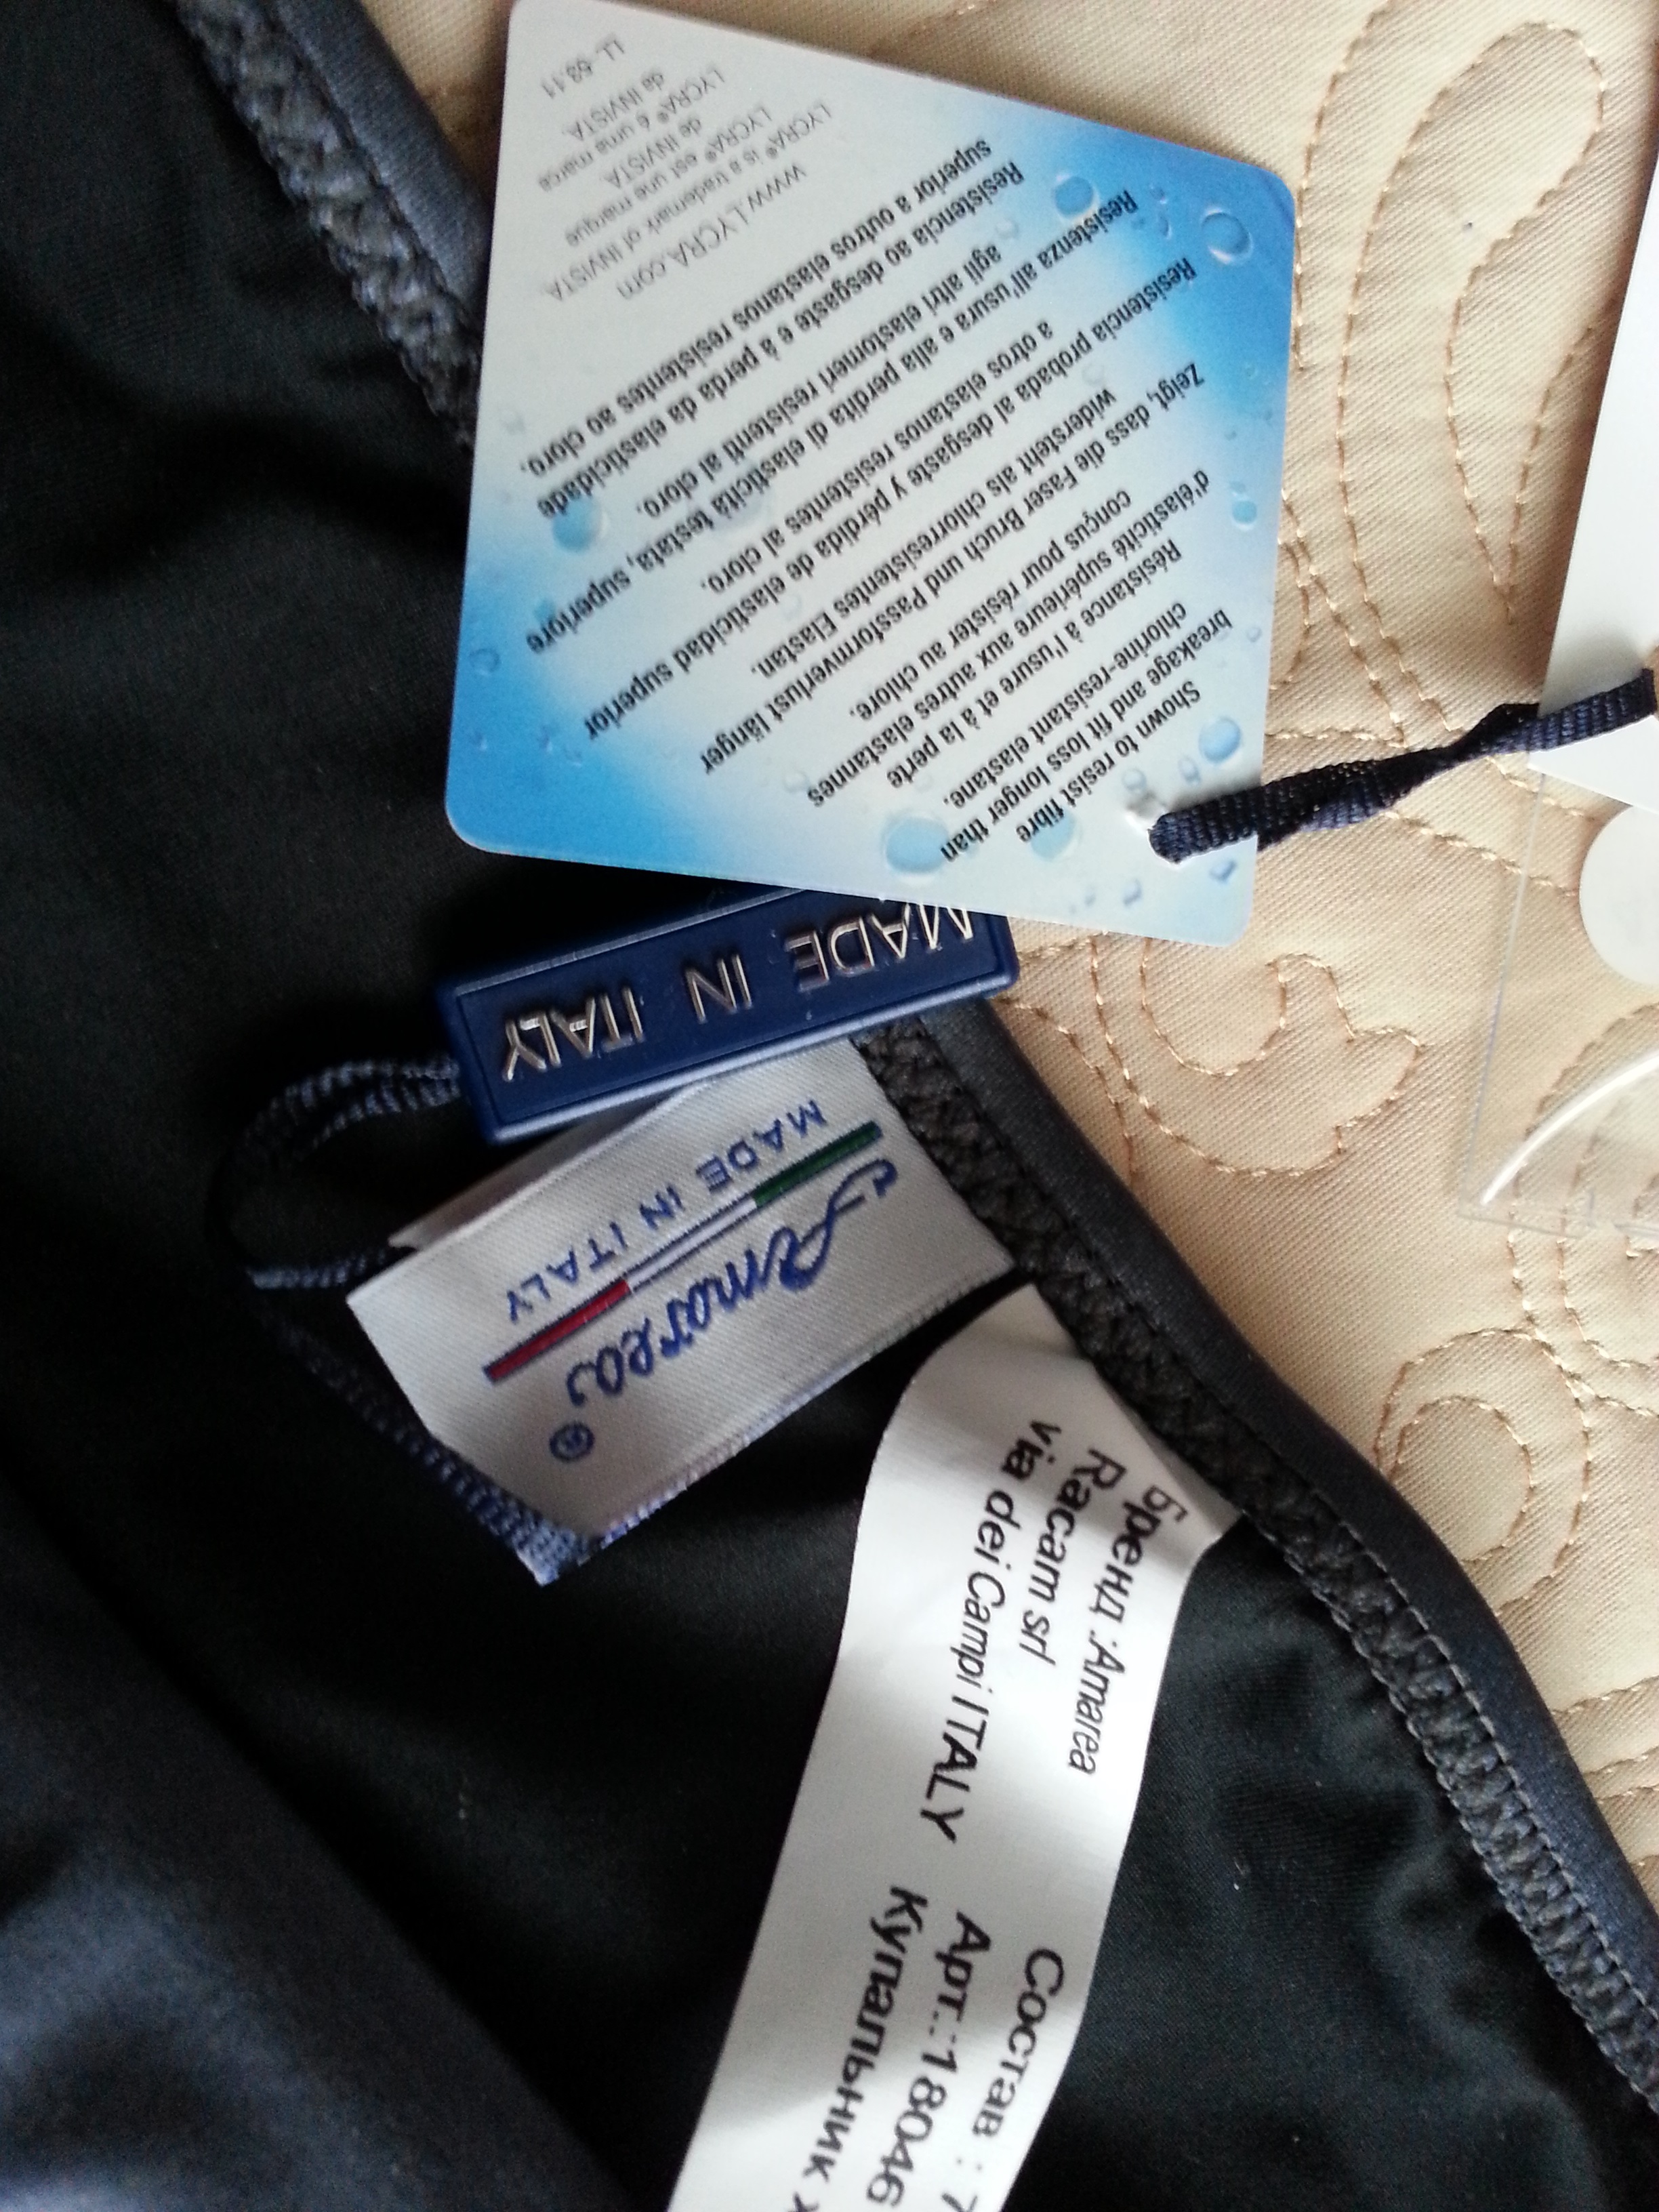 Shown to resist fibre
breakage and fit loss longer than
chlorine-resistant elastane.
Résistance à l'usure et à la perte
d'élasticité supérieure aux autres elastannes
conçus pour résister au chlore.
Zeigt, dass die Faser Bruch und Passformverlust länger
widersteht als chlorresistentes Elastan.
Resistencia probada al desgaste y pérdida de elasticidad superior
a otros elastanos resistentes al cloro.
Resistenza all'usura e alla perdita di elasticità testata, superiore
agli altri elastomeri resistenti al cloro.
Resistencia ao desgaste e à perda da elasticidade
superior a outros elastanos resistentes ao cloro.
www.LYCRA.com
LYCRA® is a trademark of INVISTA
LYCRA® est une marque
de INVISTA
LYCRA® é uma marca
da INVISTA.
LL-53.11
MADE IN ITALY
MADE IN ITALY
Amarea®
Бренд :Amarea
Racam srl
via dei Campi ITALY
Состав : 7
Арт.:18046
Купальник ж